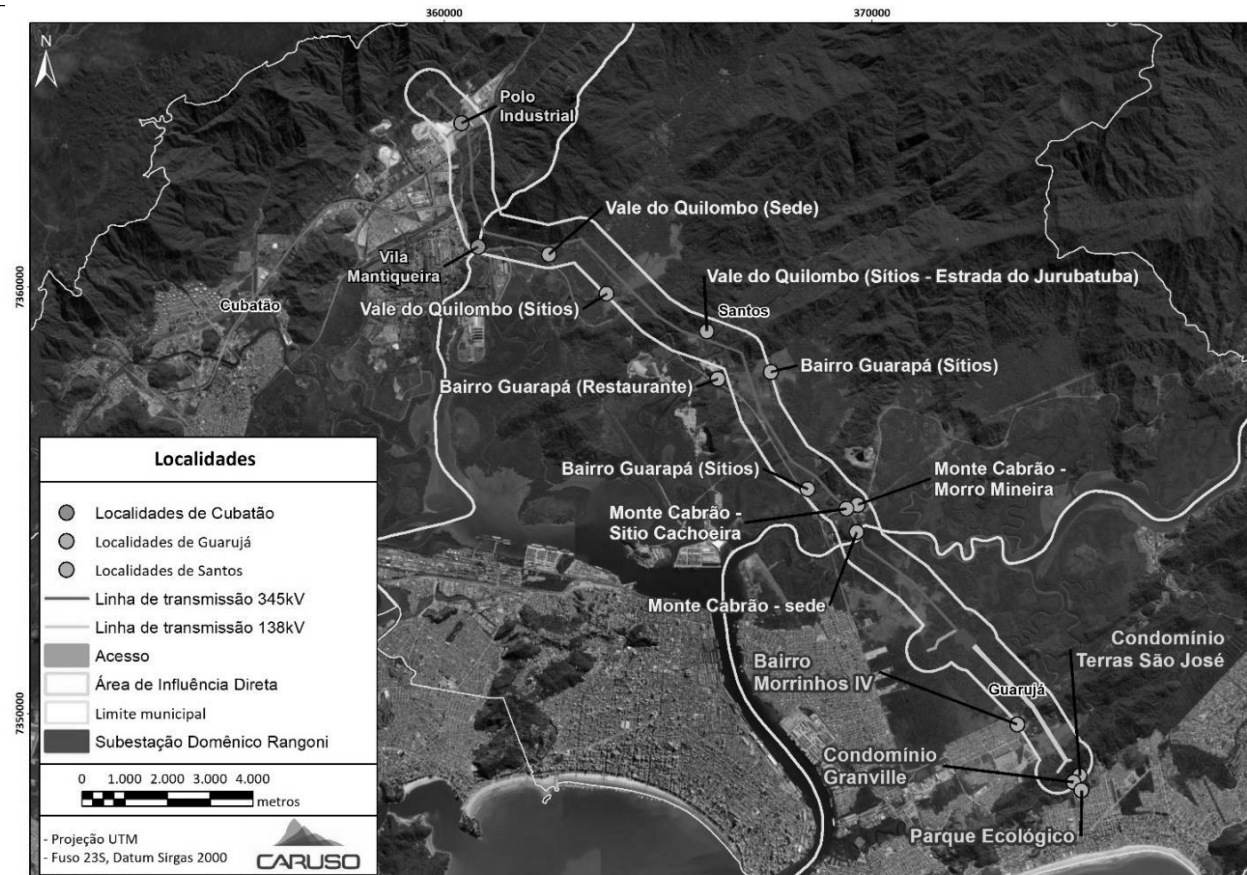 360000
370000
N
Polo
Industrial
Vale do Quilombo (Sede)
Vila
Mantiqueira
Vale do Quilombo (Sítios - Estrada do Jurubatuba)
7360000
Cubatão
Vale do Quilombo (Sítios)
Santos
Bairro Guarapá (Sítios)
Bairro Guarapá (Restaurante)
Bairro Guarapá (Sítios)
Monte Cabrão -
Morro Mineira
Monte Cabrão -
Sitio Cachoeira
Monte Cabrão - sede
Condomínio
Terras São José
Bairro
Morrinhos IV
Guarujá
7350000
Condomínio
Granville
Parque Ecológico
Localidades
Localidades de Cubatão
Localidades de Guarujá
Localidades de Santos
Linha de transmissão 345kV
Linha de transmissão 138kV
Acesso
Área de Influência Direta
Limite municipal
Subestação Domênico Rangoni
0 1.000 2.000 3.000 4.000
metros
- Projeção UTM
- Fuso 23S, Datum Sirgas 2000
CARUSO